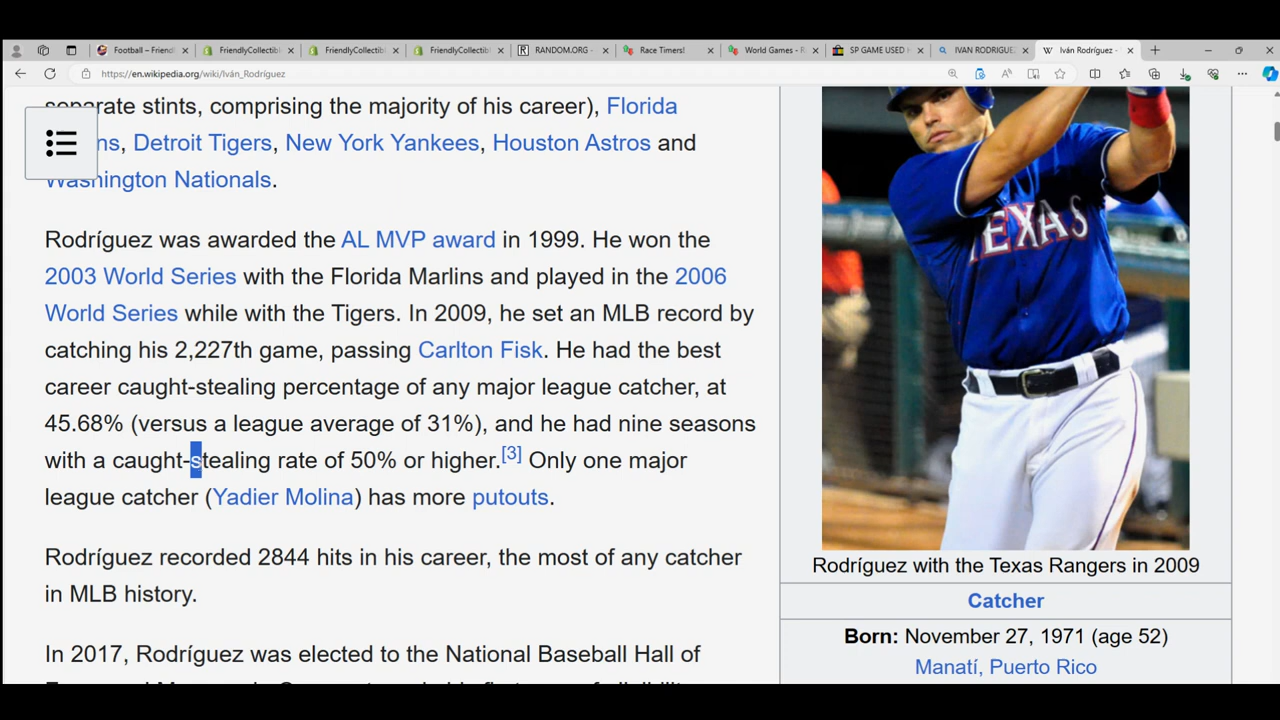 Football – Friendl
FriendlyCollectibl
FriendlyCollectibl
FriendlyCollectibl
RANDOM.ORG -
Race Timers!
World Games - R
SP GAME USED H
IVAN RODRIGUEZ
Iván Rodríguez -
https://en.wikipedia.org/wiki/Iván_Rodríguez
separate stints, comprising the majority of his career), Florida
ns, Detroit Tigers, New York Yankees, Houston Astros and
Washington Nationals.
Rodríguez was awarded the AL MVP award in 1999. He won the
2003 World Series with the Florida Marlins and played in the 2006
World Series while with the Tigers. In 2009, he set an MLB record by
catching his 2,227th game, passing Carlton Fisk. He had the best
career caught-stealing percentage of any major league catcher, at
45.68% (versus a league average of 31%), and he had nine seasons
with a caught-stealing rate of 50% or higher.[3] Only one major
league catcher (Yadier Molina) has more putouts.
Rodríguez recorded 2844 hits in his career, the most of any catcher
in MLB history.
In 2017, Rodríguez was elected to the National Baseball Hall of
TEXAS
Rodríguez with the Texas Rangers in 2009
Catcher
Born: November 27, 1971 (age 52)
Manatí, Puerto Rico